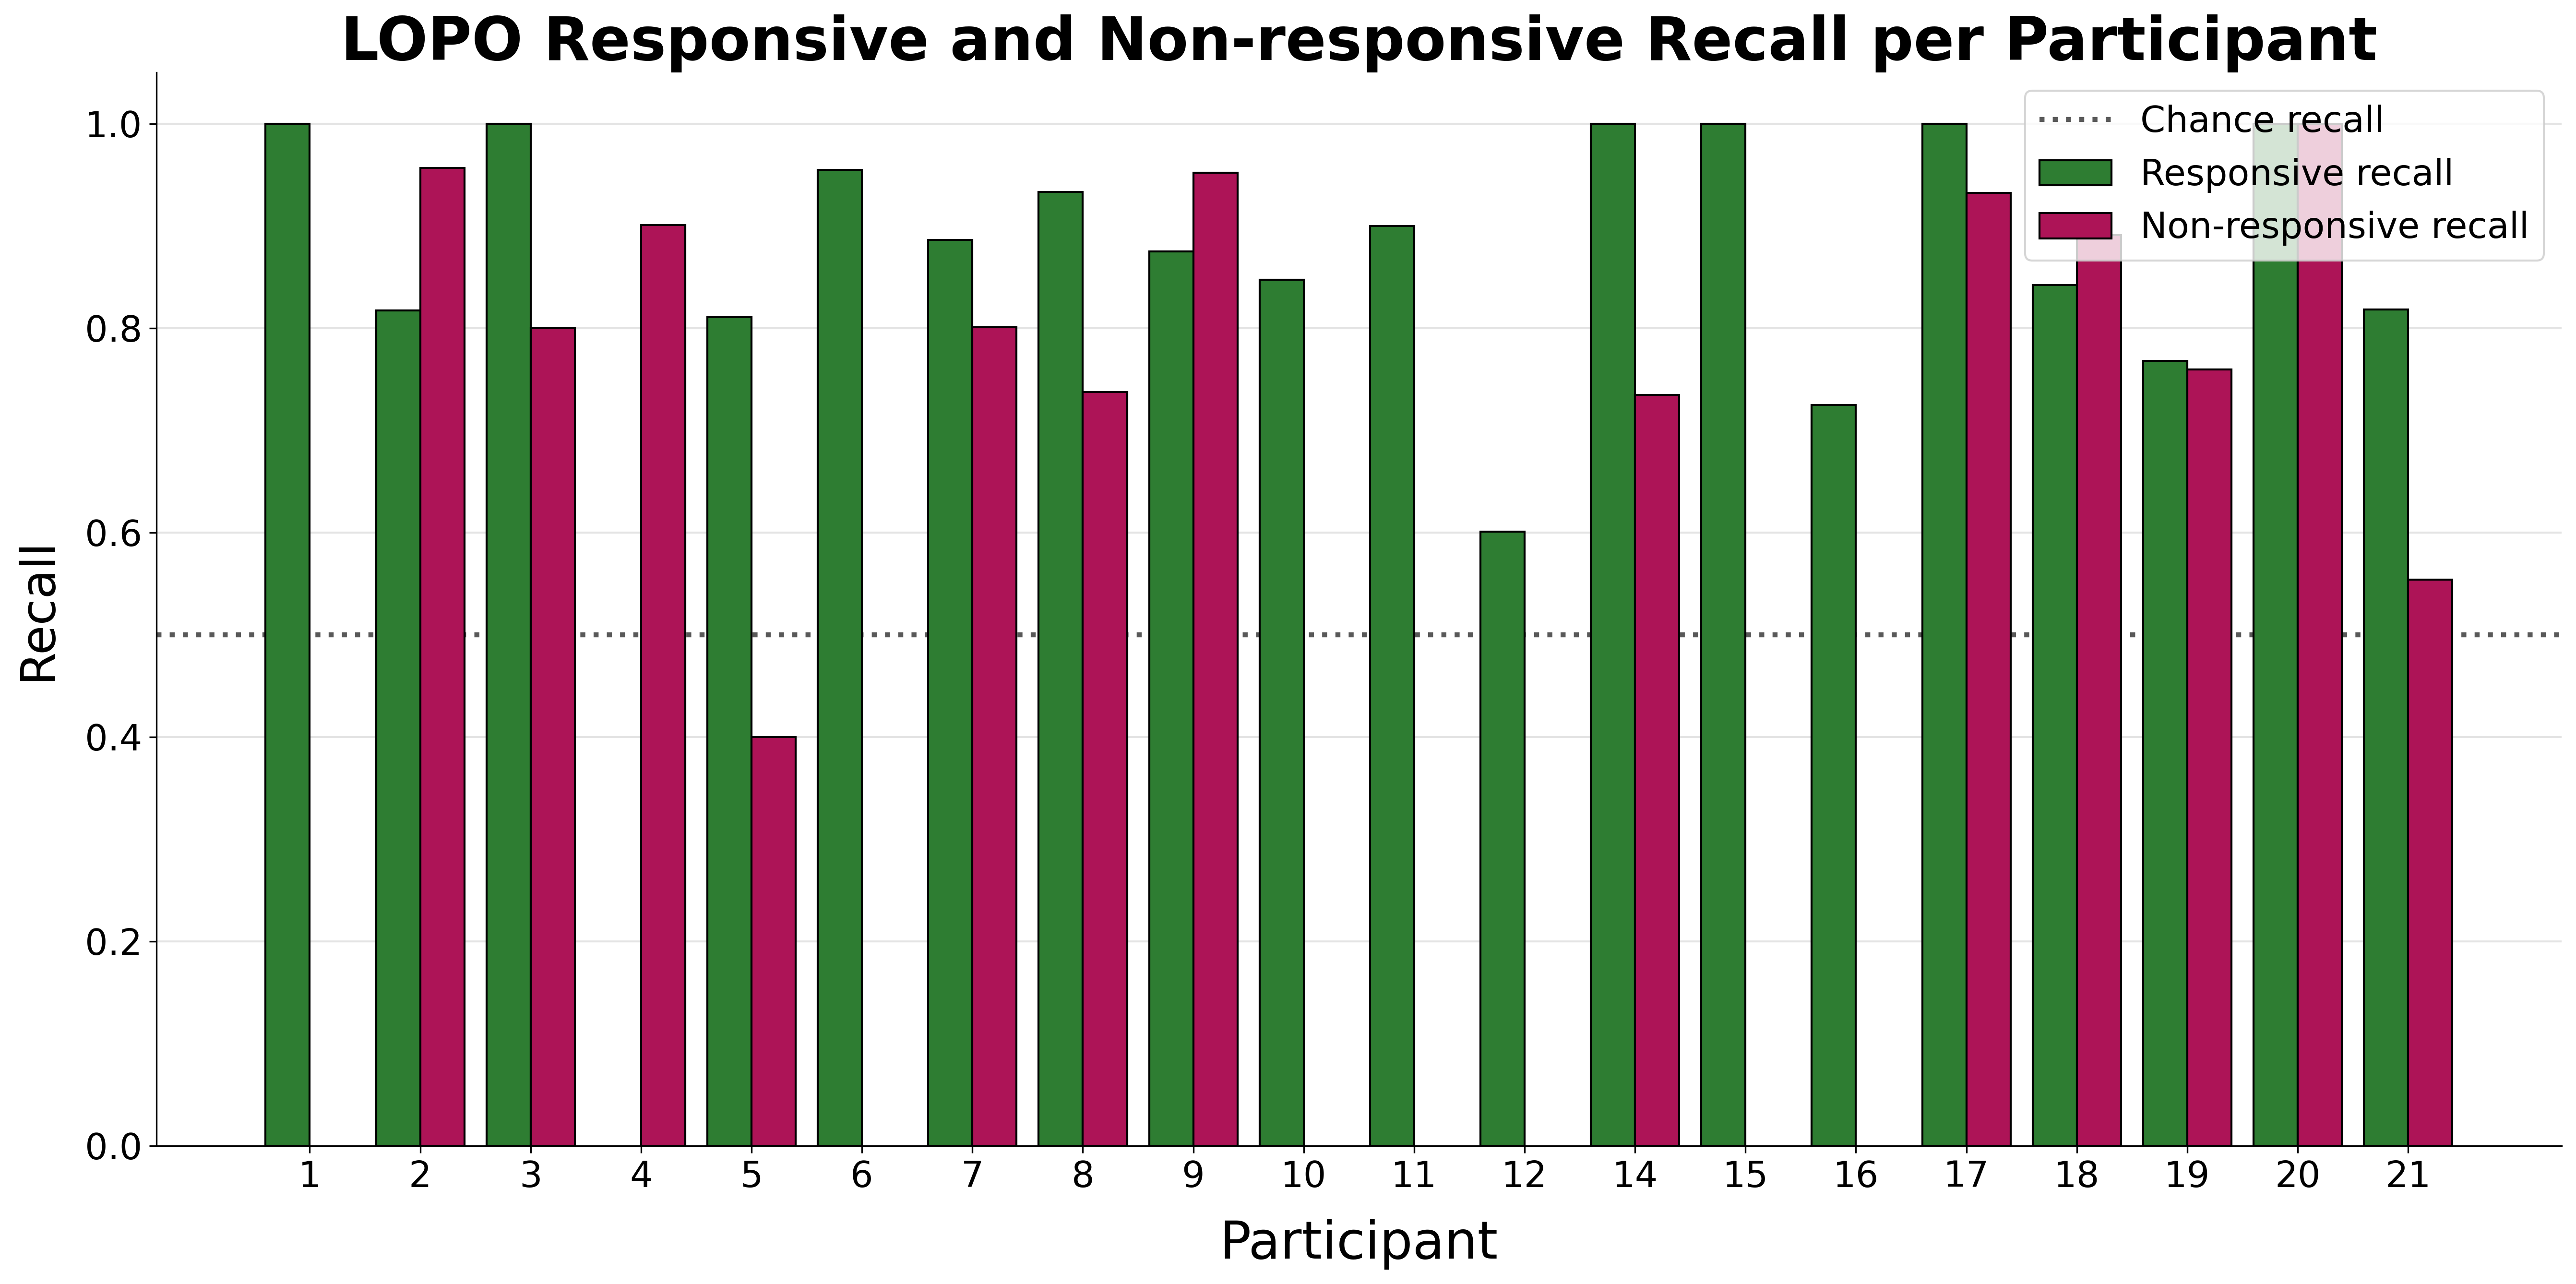 LOPO Responsive and Non-responsive Recall per Participant
Chance recall
Responsive recall
Non-responsive recall
1.0
0.8
0.6
0.4
0.2
0.0
Recall
1 2 3 4 5 6 7 8 9 10 11 12 14 15 16 17 18 19 20 21
Participant